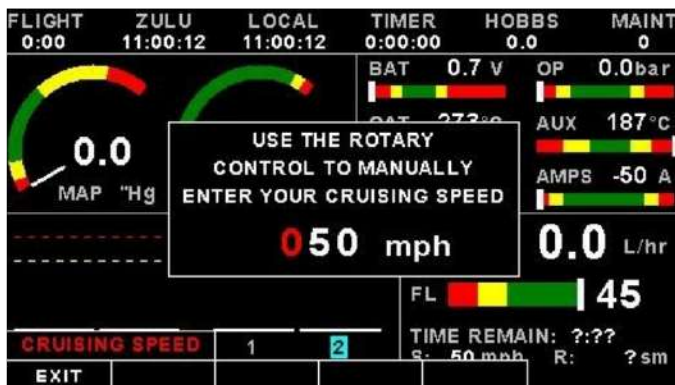 FLIGHT ZULU LOCAL TIMER HOBBS MAINT
0:00 11:00:12 11:00:12 0:00:00 0.0 0
BAT 0.7 V OP 0.0bar
AUX 187°C
0.0
MAP "Hg
USE THE ROTARY
CONTROL TO MANUALLY
ENTER YOUR CRUISING SPEED
050 mph
AMPS -50 A
0.0 L/hr
FL 45
TIME REMAIN: ?:??
S: 50 mph R: ?sm
CRUISING SPEED 1 2
EXIT